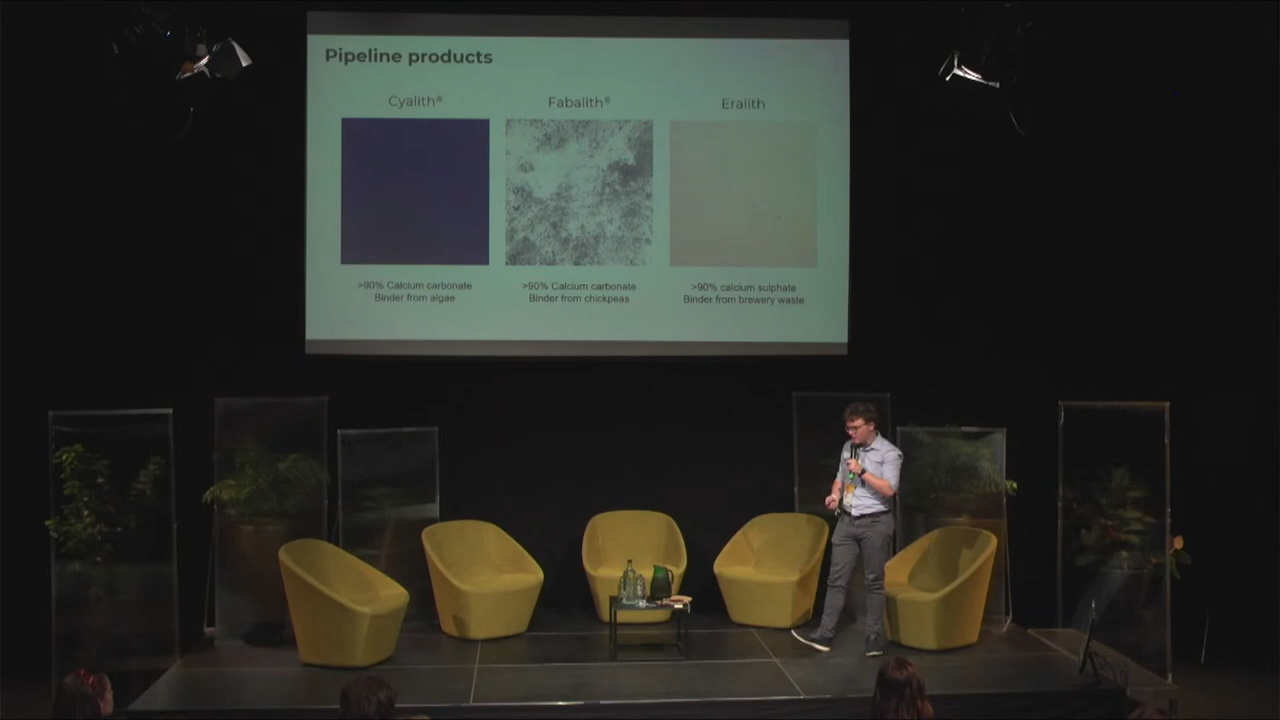 Pipeline products
Cyalith®
Fabalith®
Eralith
>90% Calcium carbonate
Binder from algae
>90% Calcium carbonate
Binder from chickpeas
>90% calcium sulphate
Binder from brewery waste